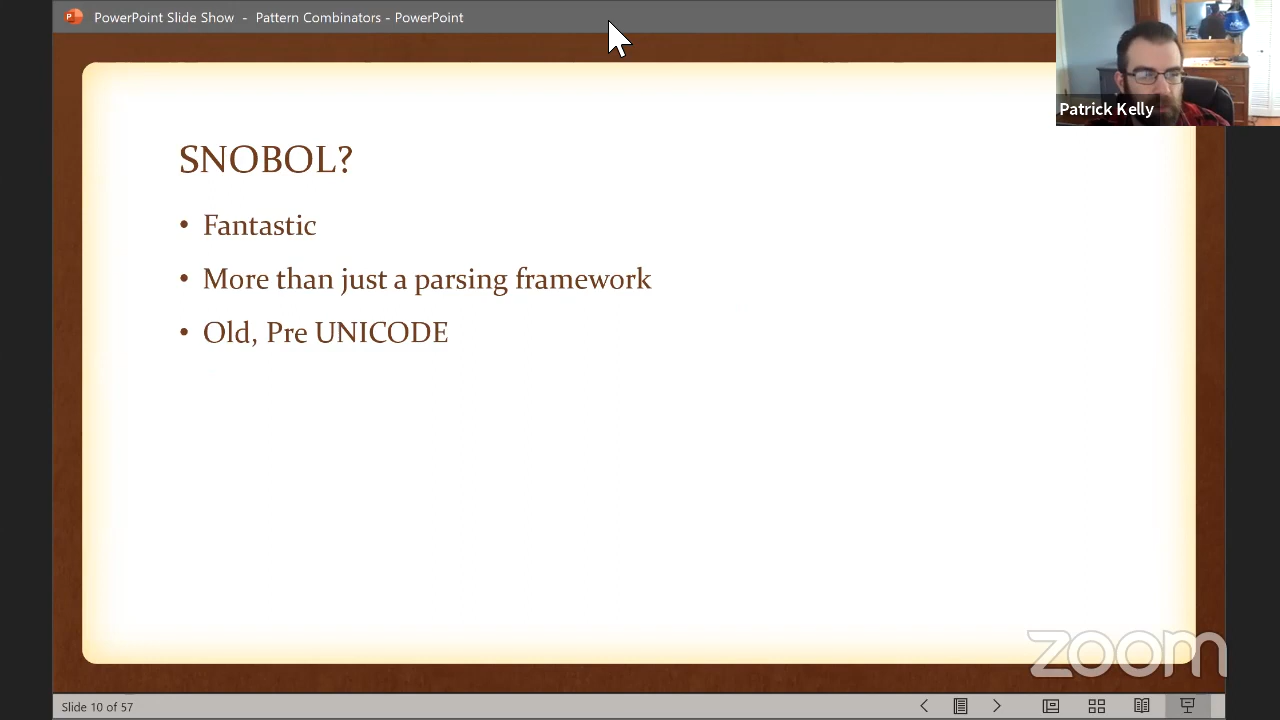 PowerPoint Slide Show - Pattern Combinators - PowerPoint
Patrick Kelly
SNOBOL?
• Fantastic
• More than just a parsing framework
• Old, Pre UNICODE
zoom
Slide 10 of 57